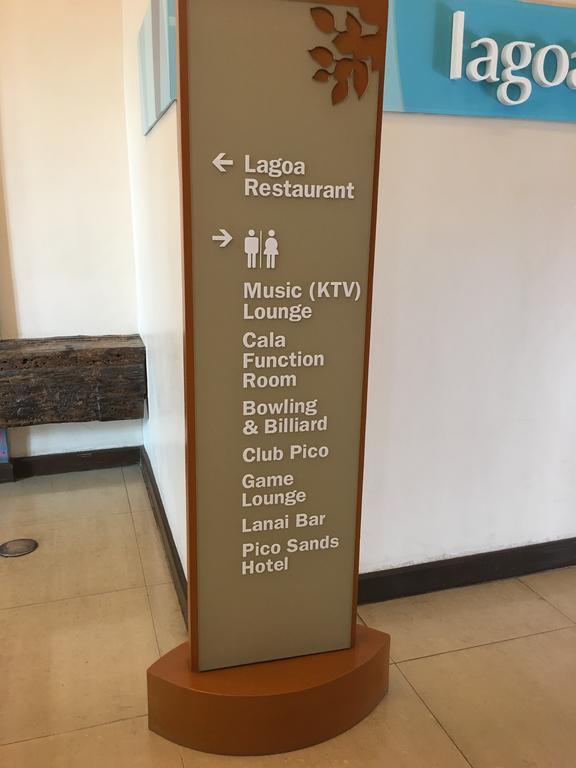 lagoa
← Lagoa
Restaurant
→
Music (KTV)
Lounge
Cala
Function
Room
Bowling
& Billiard
Club Pico
Game
Lounge
Lanai Bar
Pico Sands
Hotel